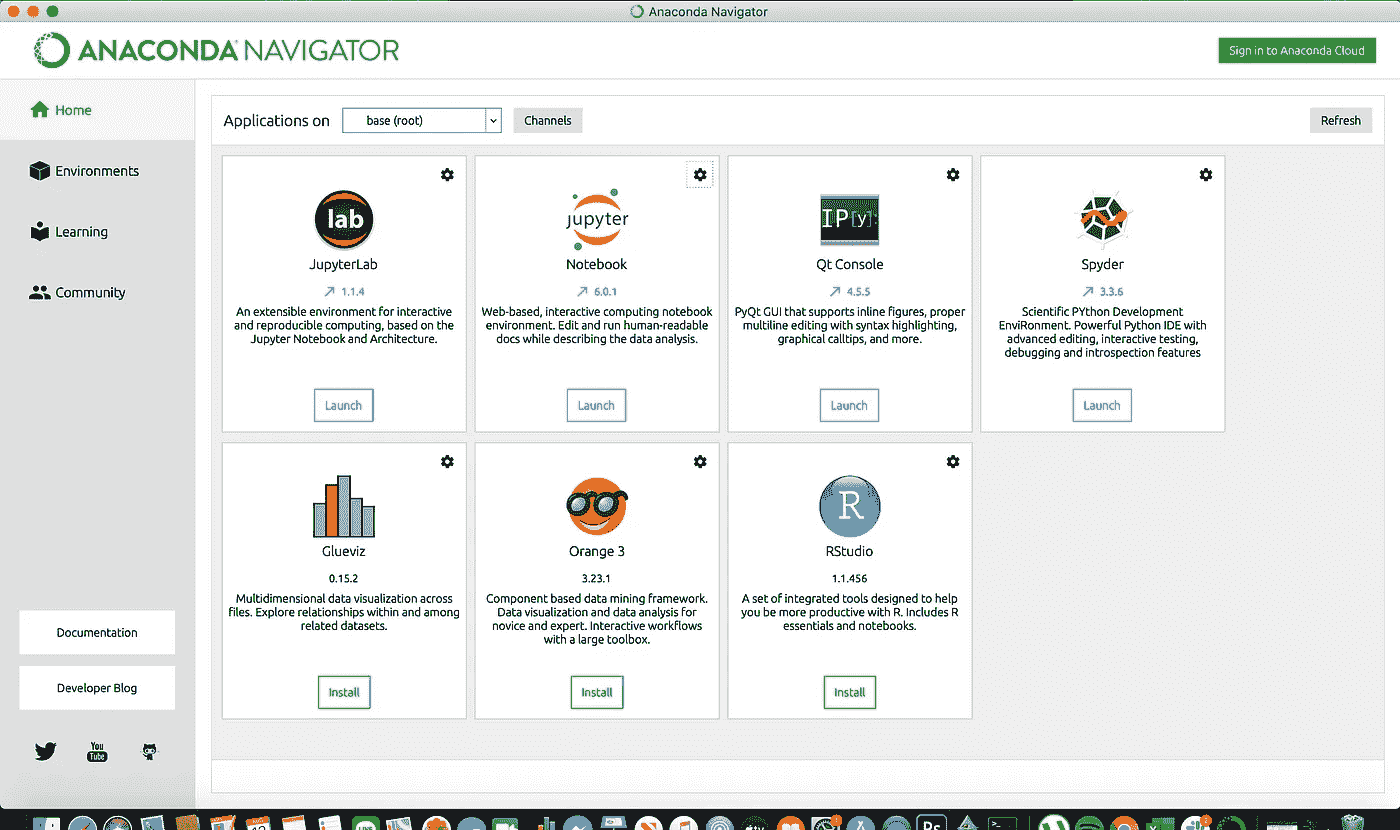 Anaconda Navigator
ANACONDA NAVIGATOR
Sign in to Anaconda Cloud
Home
Environments
Learning
Community
Documentation
Developer Blog
You
Tube
Applications on
base (root)
Channels
Refresh
lab
JupyterLab
1.1.4
An extensible environment for interactive
and reproducible computing, based on the
Jupyter Notebook and Architecture.
Launch
jupyter
Notebook
6.0.1
Web-based, interactive computing notebook
environment. Edit and run human-readable
docs while describing the data analysis.
Launch
IP[y]:
Qt Console
4.5.5
PyQt GUI that supports inline figures, proper
multiline editing with syntax highlighting,
graphical calltips, and more.
Launch
Spyder
3.3.6
Scientific PYthon Development
EnviRonment. Powerful Python IDE with
advanced editing, interactive testing,
debugging and introspection features
Launch
Glueviz
0.15.2
Multidimensional data visualization across
files. Explore relationships within and among
related datasets.
Install
Orange 3
3.23.1
Component based data mining framework.
Data visualization and data analysis for
novice and expert. Interactive workflows
with a large toolbox.
Install
R
RStudio
1.1.456
A set of integrated tools designed to help
you be more productive with R. Includes R
essentials and notebooks.
Install
Ps